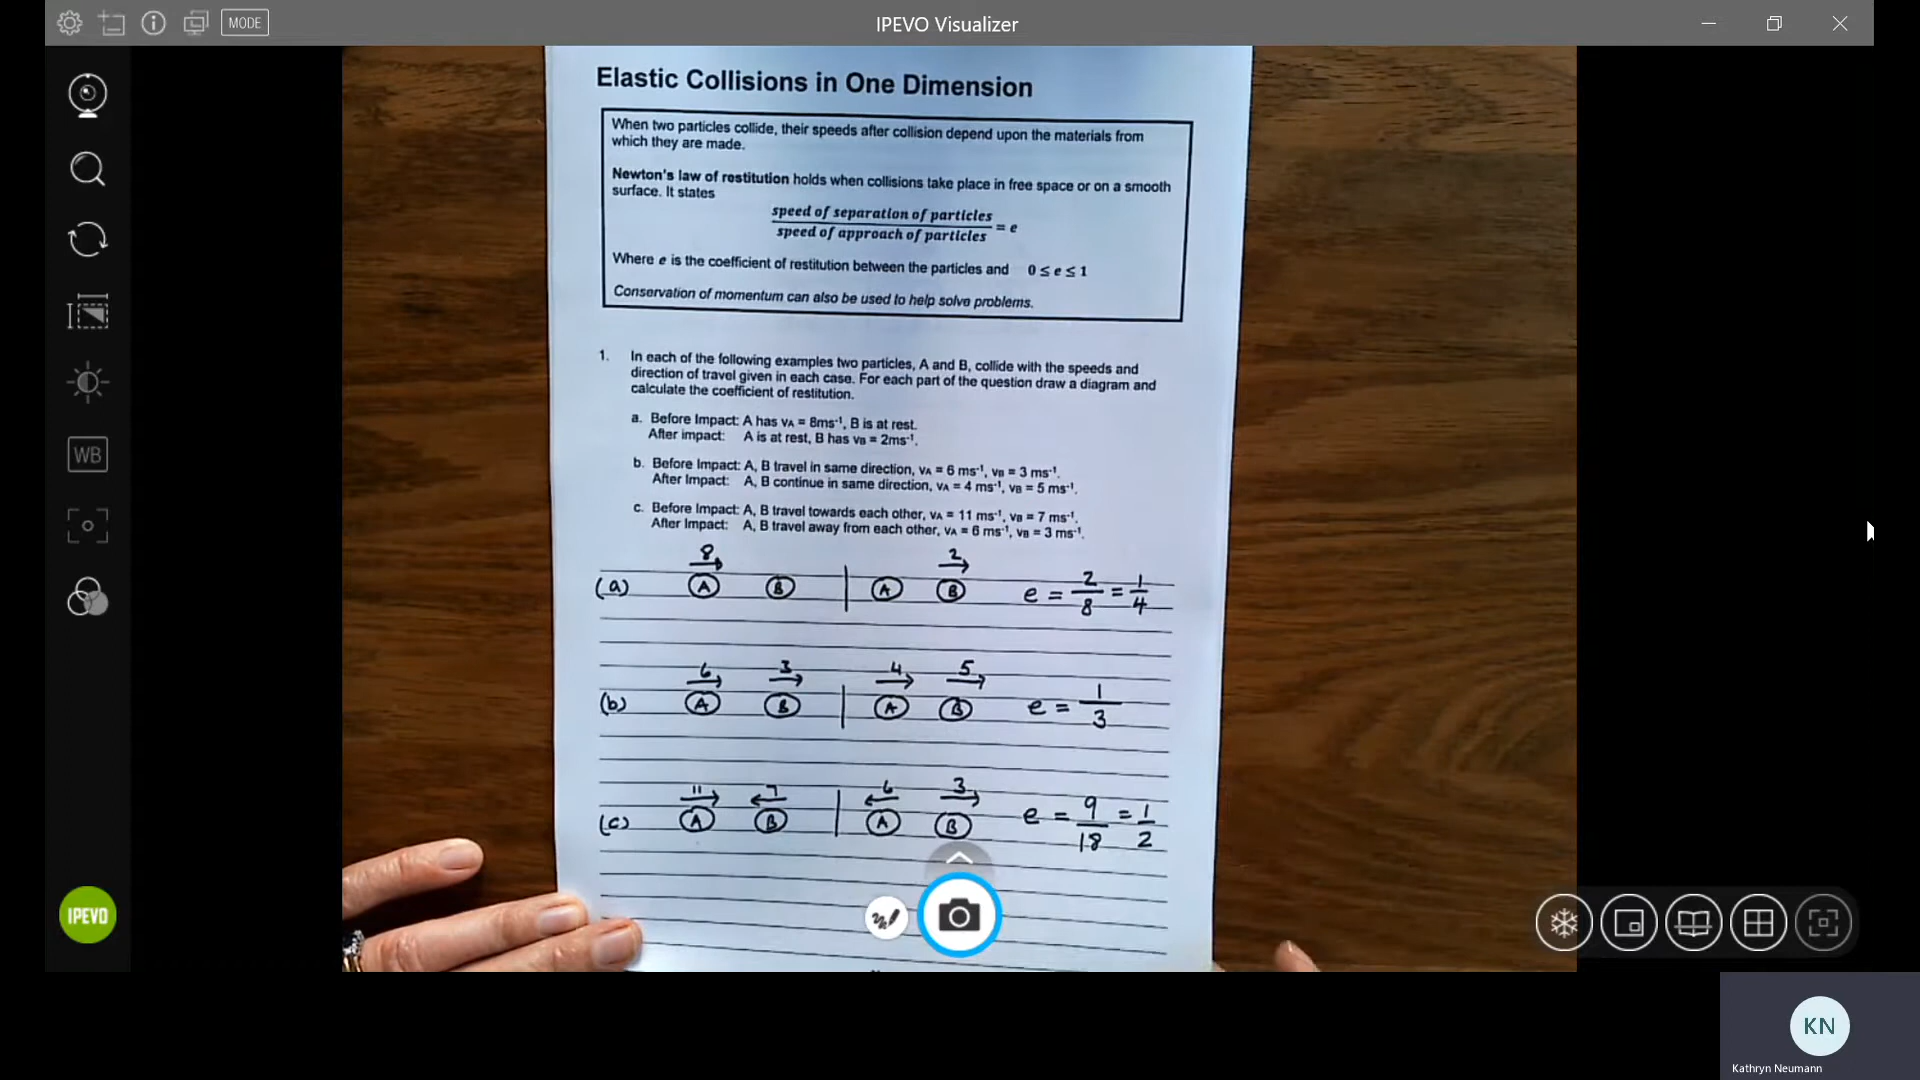 MODE
IPEVO Visualizer
Elastic Collisions in One Dimension
When two particles collide, their speeds after collision depend upon the materials from
which they are made.
Newton's law of restitution holds when collisions take place in free space or on a smooth
surface. It states
speed of separation of particles
speed of approach of particles
= e
Where e is the coefficient of restitution between the particles and 0 ≤ e ≤ 1
Conservation of momentum can also be used to help solve problems.
1. In each of the following examples two particles, A and B, collide with the speeds and
direction of travel given in each case. For each part of the question draw a diagram and
calculate the coefficient of restitution.
a. Before Impact: A has vA = 8ms⁻¹, B is at rest.
After impact: A is at rest, B has vB = 2ms⁻¹.
b. Before Impact: A, B travel in same direction, vA = 6 ms⁻¹, vB = 3 ms⁻¹.
After Impact: A, B continue in same direction, vA = 4 ms⁻¹, vB = 5 ms⁻¹.
c. Before Impact: A, B travel towards each other, vA = 11 ms⁻¹, vB = 7 ms⁻¹.
After Impact: A, B travel away from each other, vA = 6 ms⁻¹, vB = 3 ms⁻¹.
8 2
(a) A B A B e = 2/8 = 1/4
6 3 4 5
(b) A B A B e = 1/3
11 7 6 3
(c) A B A B e = 9/18 = 1/2
WB
IPEVO
KN
Kathryn Neumann